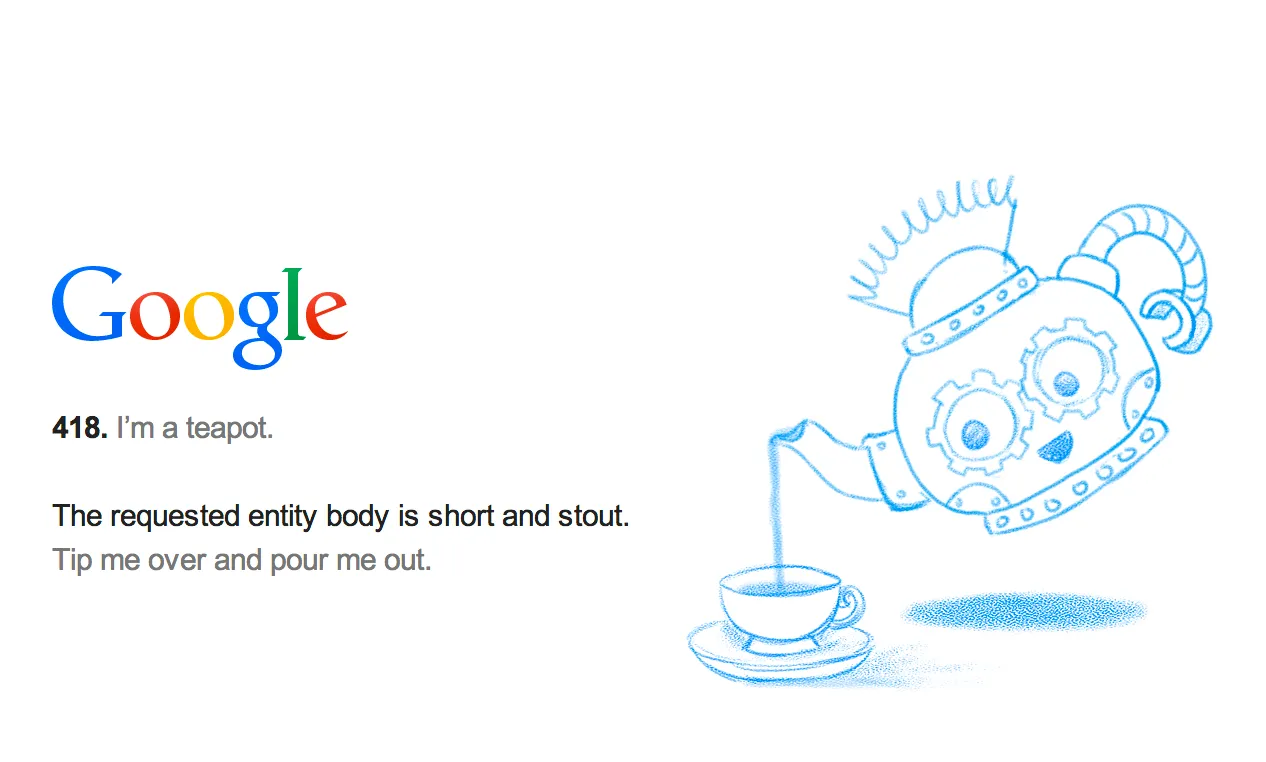 Google
418. I’m a teapot.
The requested entity body is short and stout.
Tip me over and pour me out.